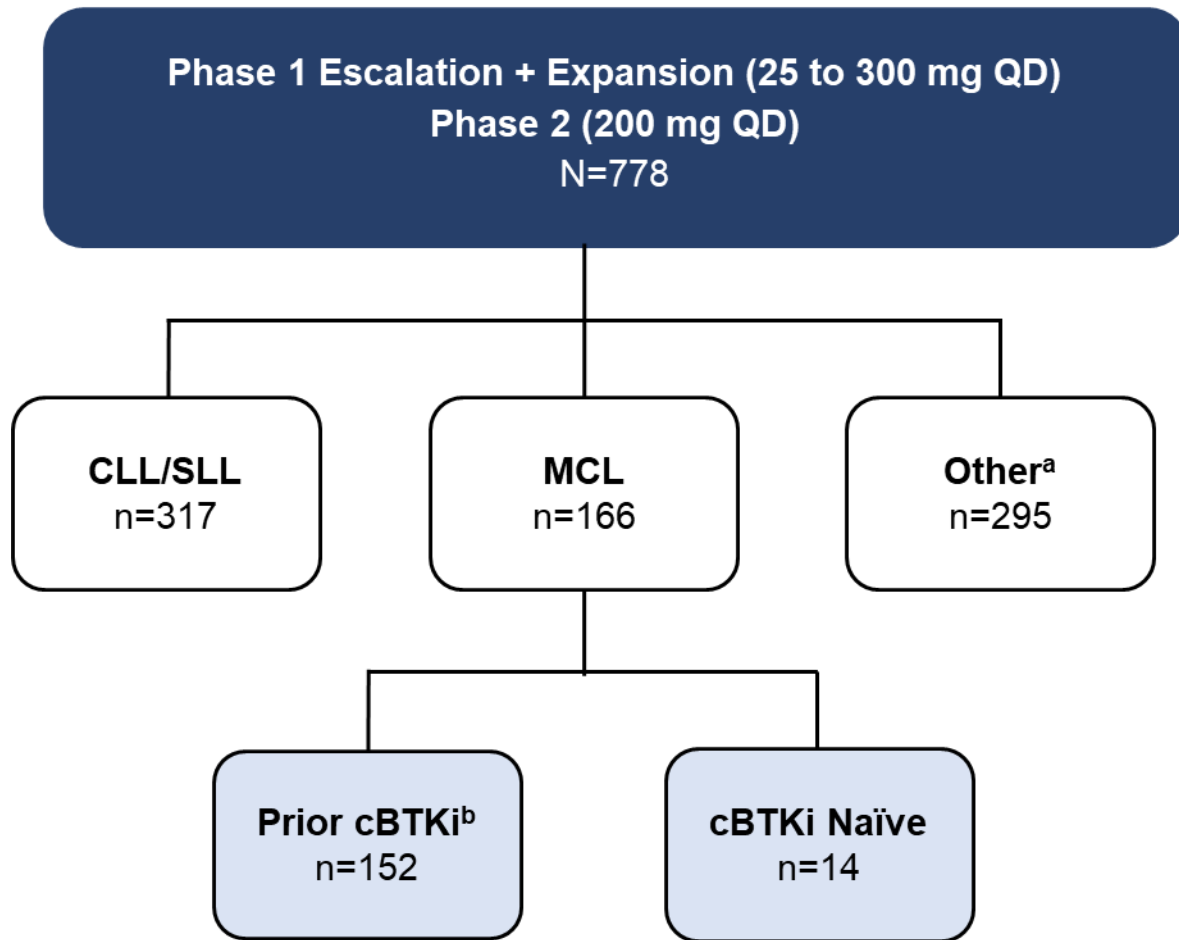 Phase 1 Escalation + Expansion (25 to 300 mg QD)
Phase 2 (200 mg QD)
N=778
CLL/SLL
n=317
MCL
n=166
Otherᵃ
n=295
Prior cBTKiᵇ
n=152
cBTKi Naïve
n=14